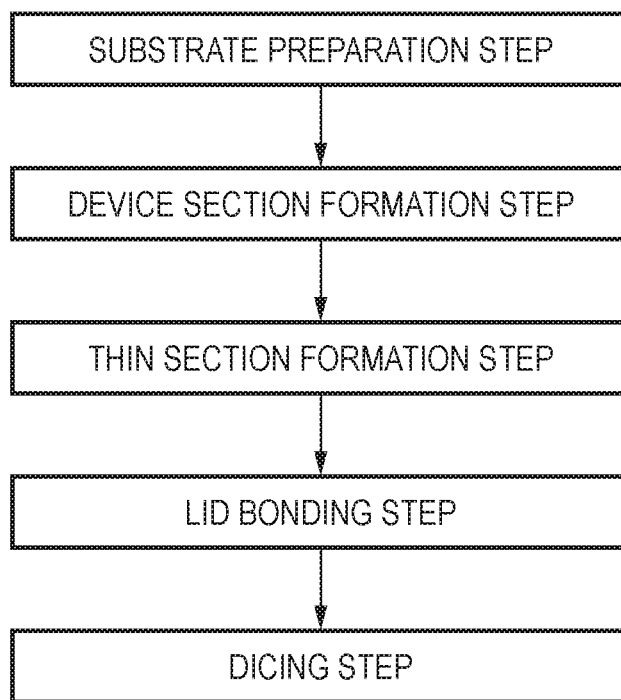 SUBSTRATE PREPARATION STEP
DEVICE SECTION FORMATION STEP
THIN SECTION FORMATION STEP
LID BONDING STEP
DICING STEP